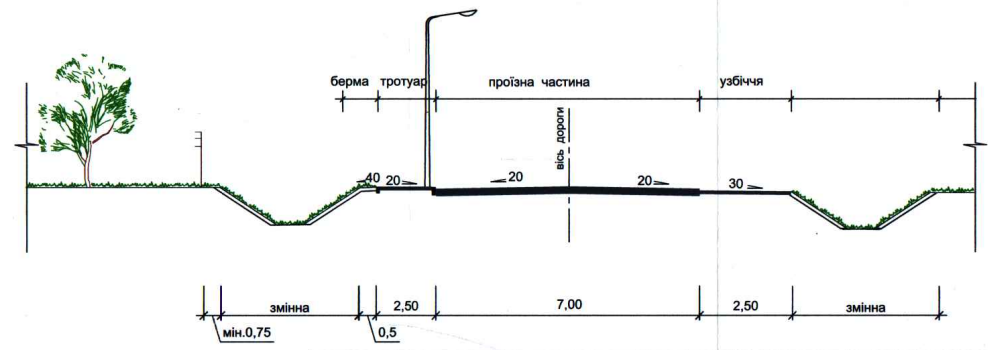 берма тротуар проїзна частина узбіччя
вісь дороги
40 20 20 20 30
змінна 2,50 7,00 2,50 змінна
мін.0,75 0,5